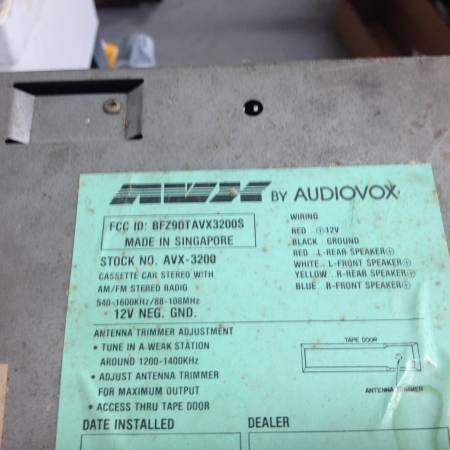 AVX BY AUDIOVOX
FCC ID: BFZ9DTAVX3200S
MADE IN SINGAPORE
STOCK NO. AVX-3200
CASSETTE CAR STEREO WITH
AM/FM STEREO RADIO
540-1600KHz/88-108MHz
12V NEG. GND.
WIRING
RED...⊕12V
BLACK..GROUND
RED...L-REAR SPEAKER⊕
WHITE...L-FRONT SPEAKER⊕
YELLOW..R-REAR SPEAKER⊕
BLUE...R-FRONT SPEAKER⊕
ANTENNA TRIMMER ADJUSTMENT
• TUNE IN A WEAK STATION
AROUND 1200-1400KHz
• ADJUST ANTENNA TRIMMER
FOR MAXIMUM OUTPUT
• ACCESS THRU TAPE DOOR
TAPE DOOR
ANTENNA TRIMMER
DATE INSTALLED
DEALER